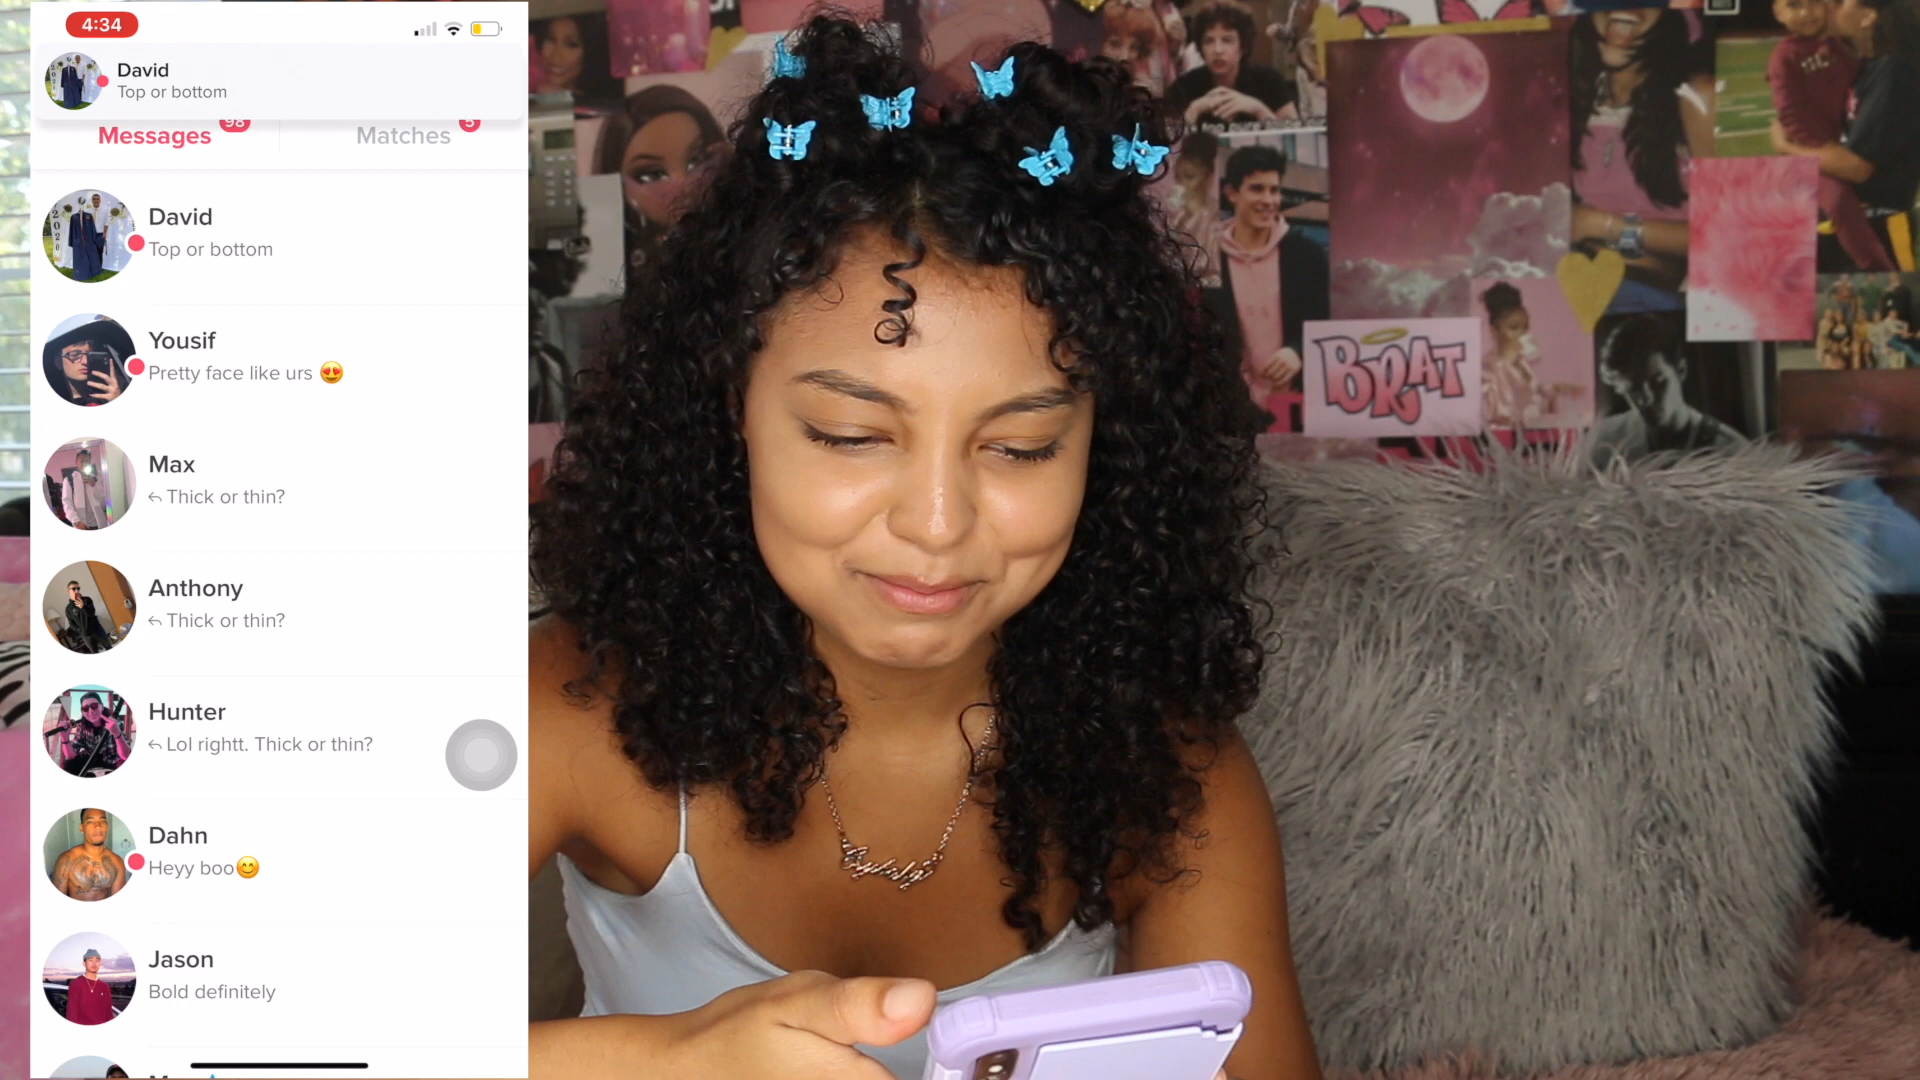 4:34
David
Top or bottom
Messages 98
Matches 5
David
Top or bottom
Yousif
Pretty face like urs 😍
Max
Thick or thin?
Anthony
Thick or thin?
Hunter
Lol rightt. Thick or thin?
Dahn
Heyy boo😊
Jason
Bold definitely
BRAT